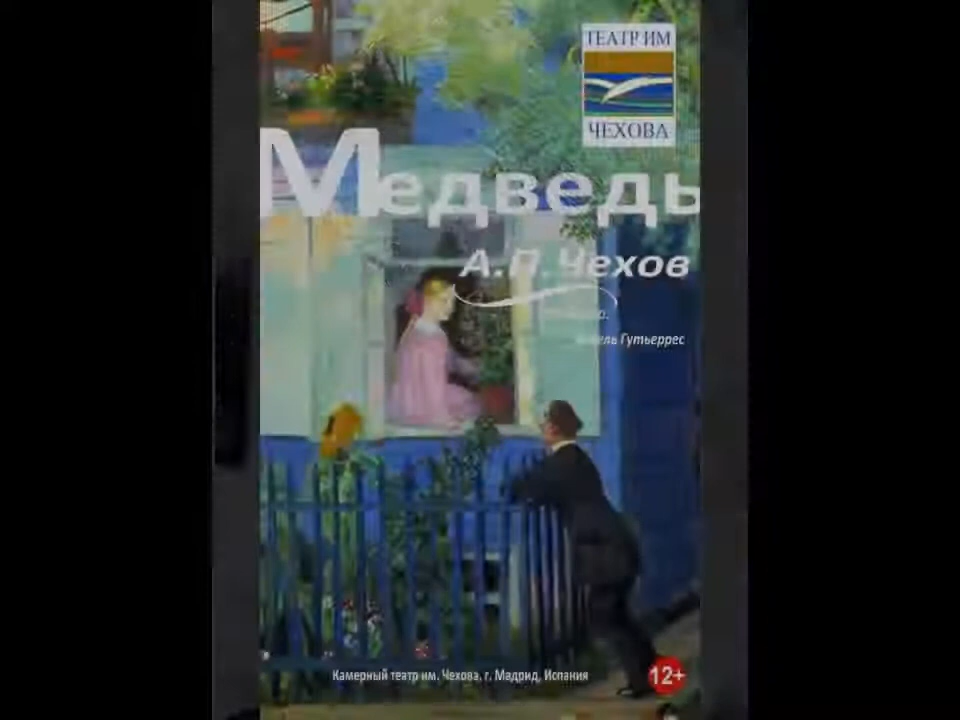 ТЕАТР ИМ
ЧЕХОВА
Медведь
А.П.Чехов
Гутьеррес
Камерный театр им. Чехова, г. Мадрид, Испания
12+